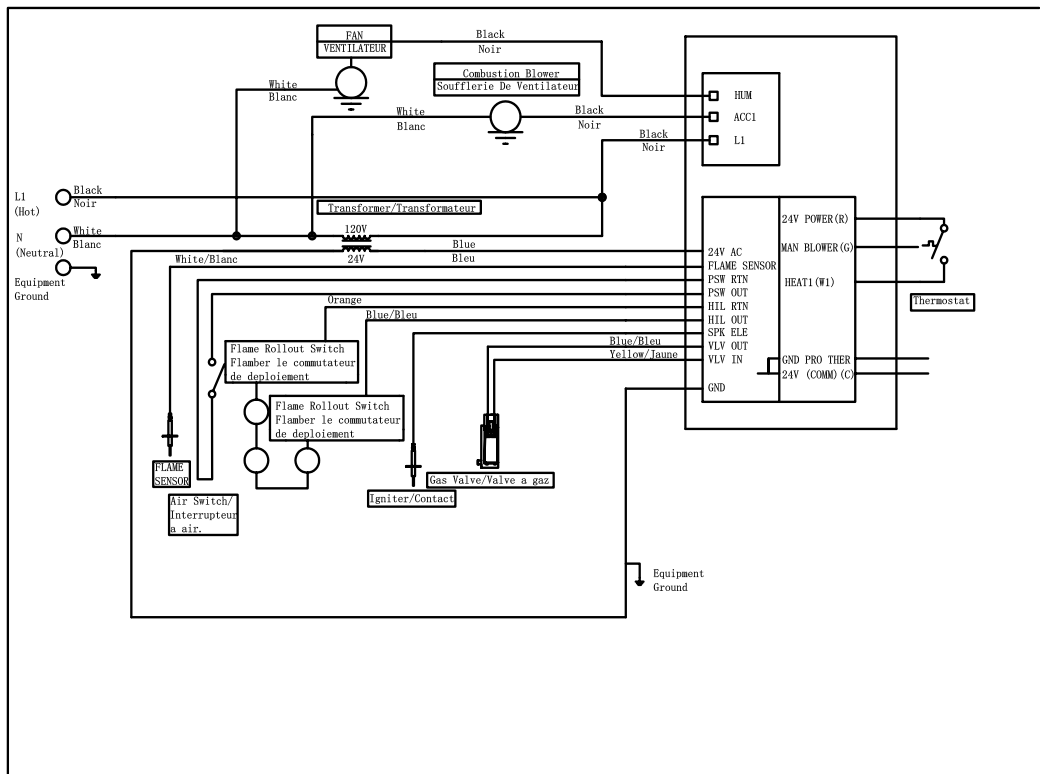 FAN
VENTILATEUR
Black
Noir
Combustion Blower
Soufflerie De Ventilateur
White
Blanc
White
Blanc
Black
Noir
Black
Noir
HUM
ACC1
L1
L1
(Hot)
Black
Noir
Transformer/Transformateur
N
(Neutral)
White
Blanc
120V
24V
Blue
Bleu
Equipment
Ground
White/Blanc
24V AC
FLAME SENSOR
PSW RTN
PSW OUT
HIL RTN
HIL OUT
SPK ELE
VLV OUT
VLV IN
GND
24V POWER(R)
MAN BLOWER(G)
HEAT1(W1)
GND PRO THER
24V (COMM)(C)
Thermostat
Orange
Blue/Bleu
Blue/Bleu
Yellow/Jaune
Flame Rollout Switch
Flamber le commutateur
de deploiement
Flame Rollout Switch
Flamber le commutateur
de deploiement
FLAME
SENSOR
Air Switch/
Interrupteur
a air.
Igniter/Contact
Gas Valve/Valve a gaz
Equipment
Ground